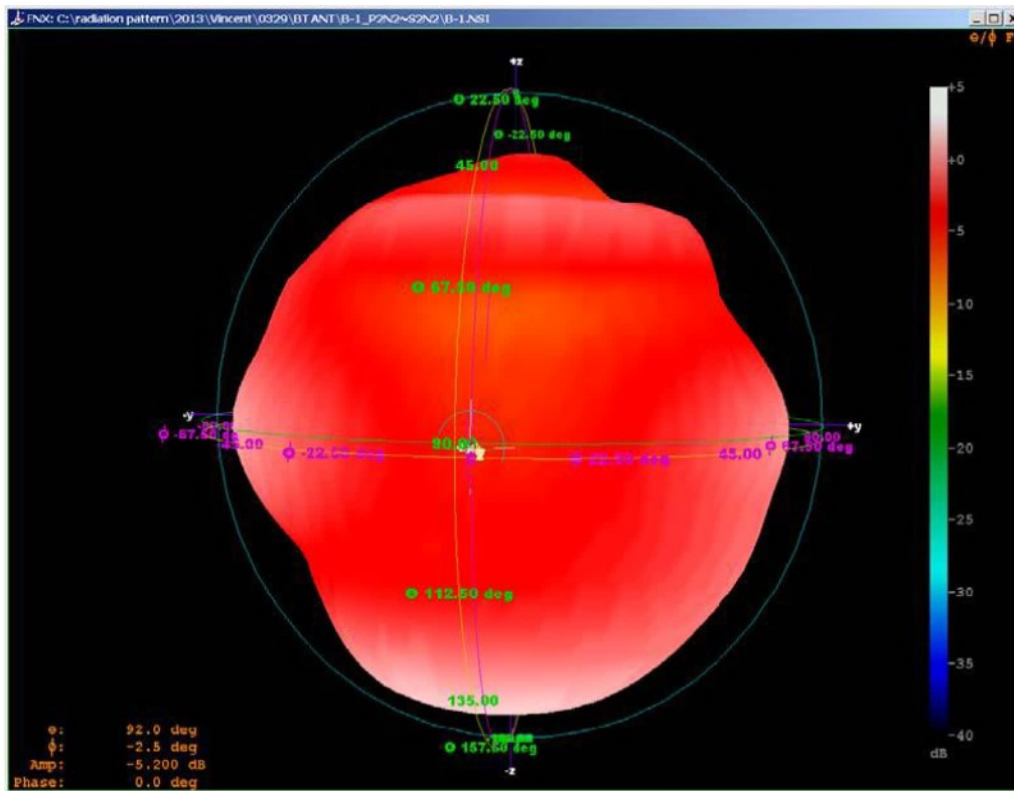 FNX: C:\radiation pattern\2013\Vincent\0329\BTANT\B-1_P2N2~S2N2\B-1.NSI
Θ/ϕ F
+z
Θ 22.50 deg
Θ -22.50 deg
45.00
Θ 67.50 deg
-y
ϕ -67.50
45.00
ϕ -22.50 deg
90.00
ϕ 22.50 deg
45.00
ϕ 67.50 deg
90.00
+y
Θ 112.50 deg
135.00
Θ 157.50 deg
-z
+5
+0
-5
-10
-15
-20
-25
-30
-35
-40
dB
Θ: 92.0 deg
ϕ: -2.5 deg
Amp: -5.200 dB
Phase: 0.0 deg